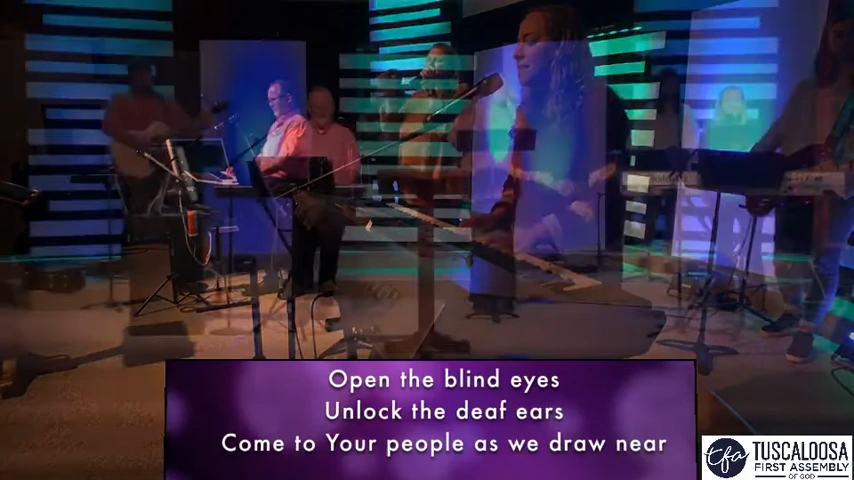 Open the blind eyes
Unlock the deaf ears
Come to Your people as we draw near
tfa
TUSCALOOSA
FIRST ASSEMBLY
OF GOD